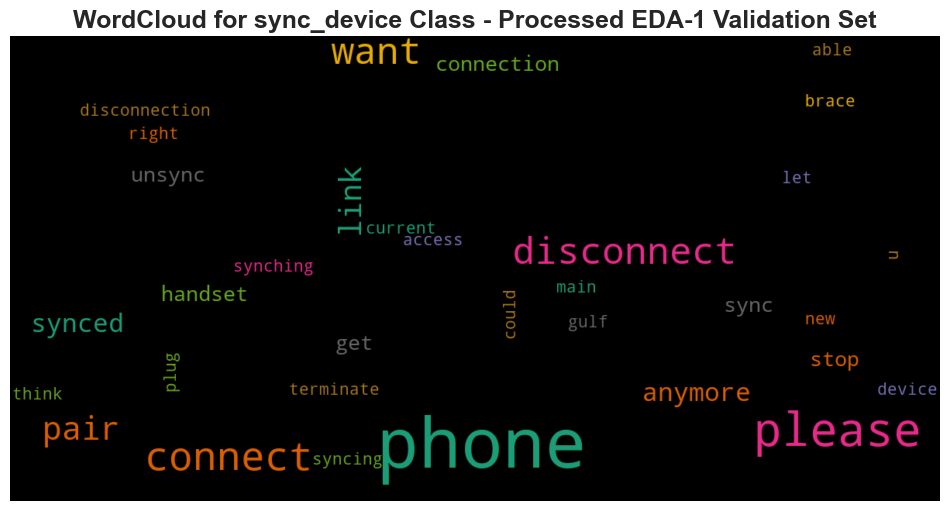 WordCloud for sync_device Class - Processed EDA-1 Validation Set
want
connection
able
brace
disconnection
right
unsync
link
let
current
access
disconnect
u
synching
handset
main
could
sync
synced
gulf
new
get
stop
plug
think
terminate
anymore
device
pair
phone
please
connect
syncing